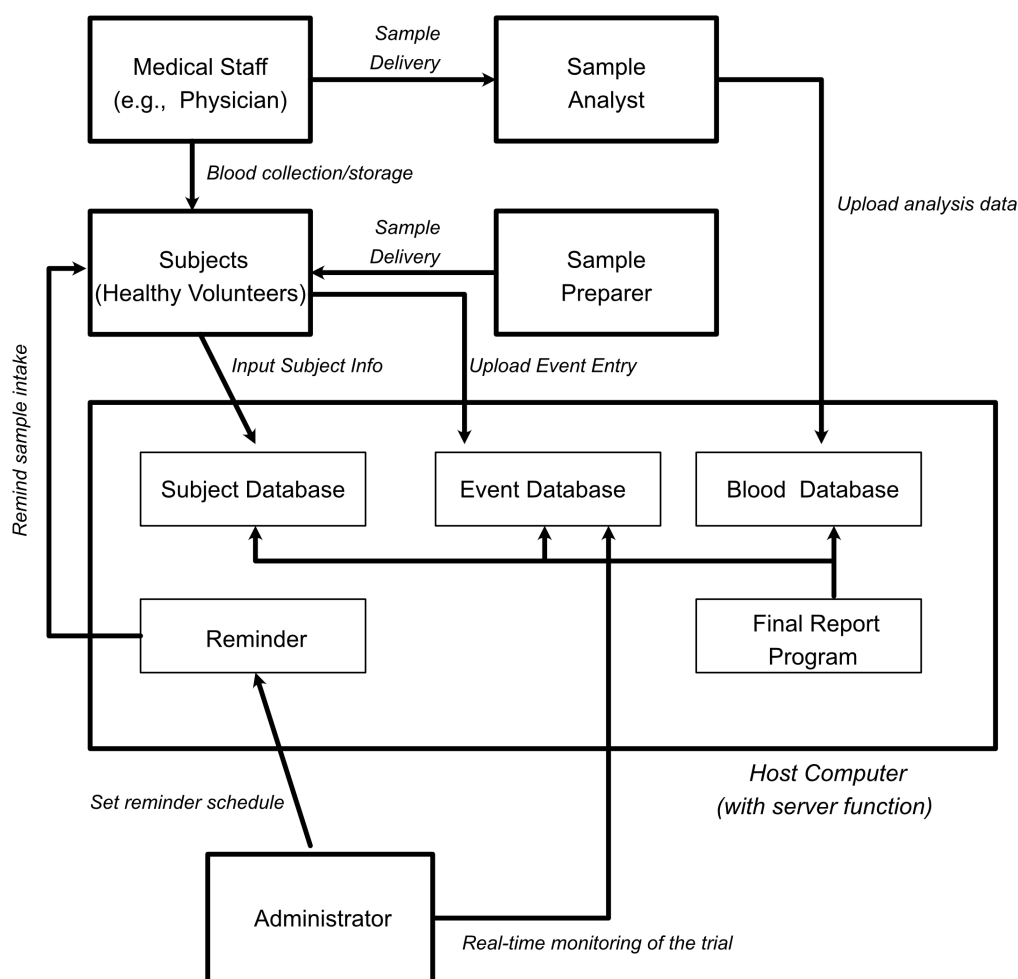 Sample
Delivery
Medical Staff
(e.g., Physician)
Sample
Analyst
Blood collection/storage
Upload analysis data
Sample
Delivery
Subjects
(Healthy Volunteers)
Sample
Preparer
Remind sample intake
Input Subject Info
Upload Event Entry
Subject Database
Event Database
Blood Database
Reminder
Final Report
Program
Host Computer
(with server function)
Set reminder schedule
Administrator
Real-time monitoring of the trial